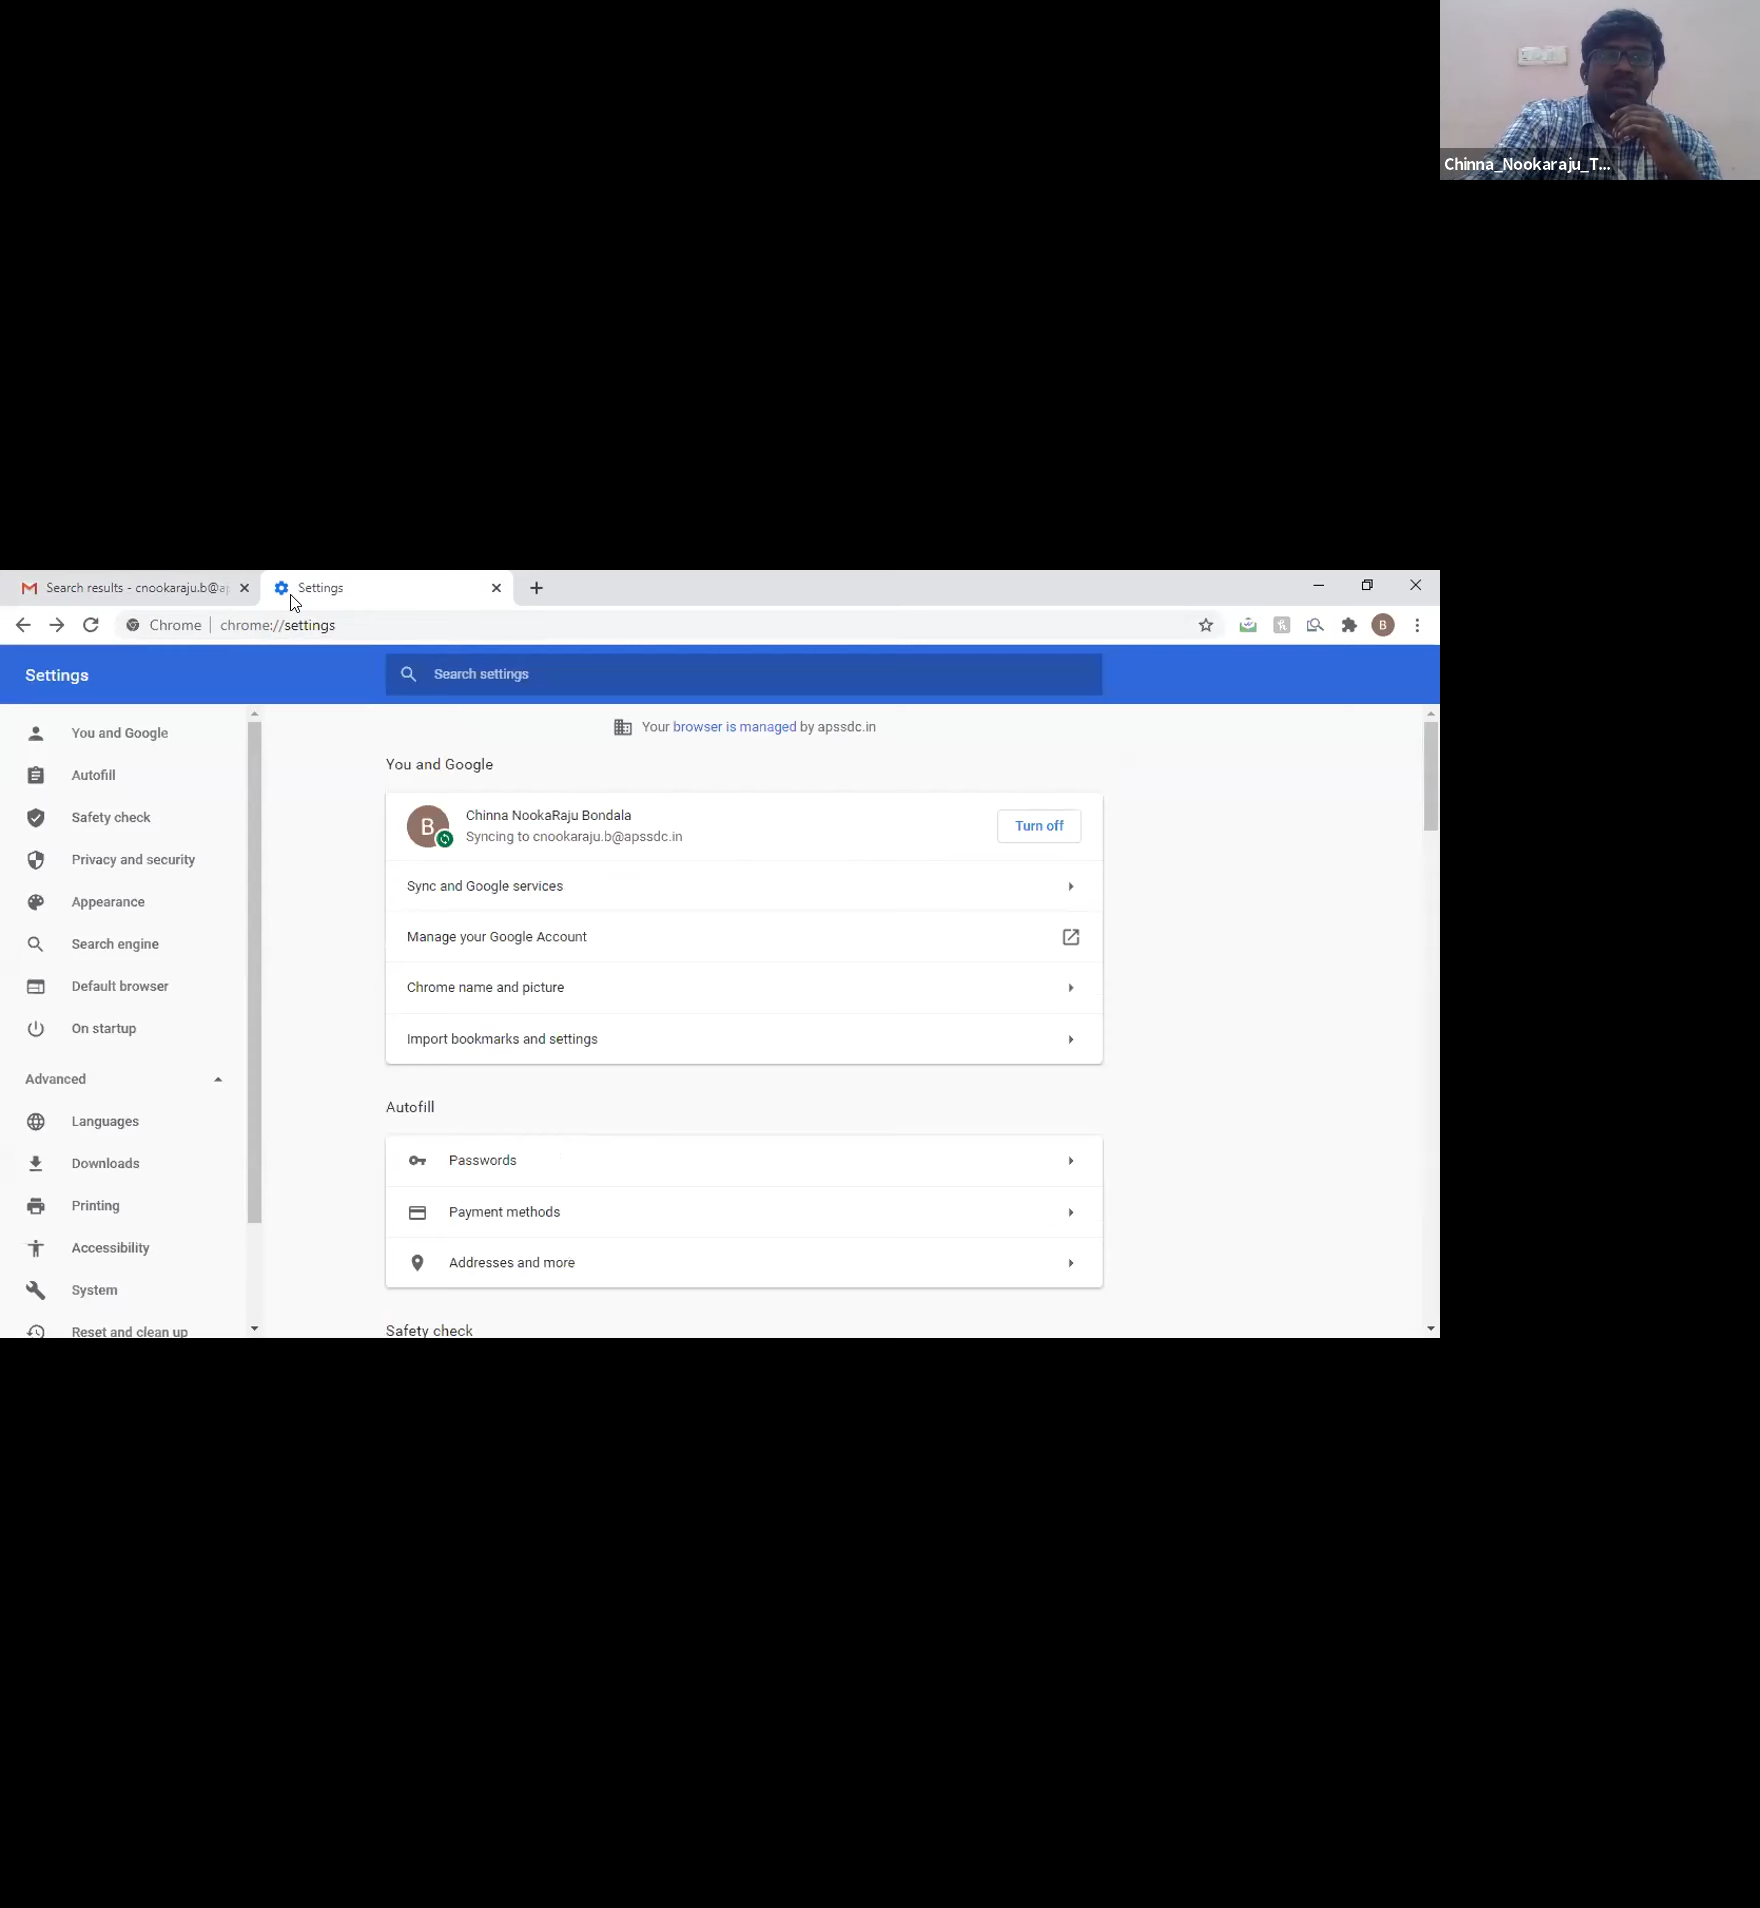 Chinna_Nookaraju_T...
Search results - cnookaraju.b@ap
Settings
Chrome | chrome://settings
B
Settings
Search settings
You and Google
Autofill
Safety check
Privacy and security
Appearance
Search engine
Default browser
On startup
Advanced
Languages
Downloads
Printing
Accessibility
System
Reset and clean up
Your browser is managed by apssdc.in
You and Google
B
Chinna NookaRaju Bondala
Syncing to cnookaraju.b@apssdc.in
Turn off
Sync and Google services
Manage your Google Account
Chrome name and picture
Import bookmarks and settings
Autofill
Passwords
Payment methods
Addresses and more
Safety check